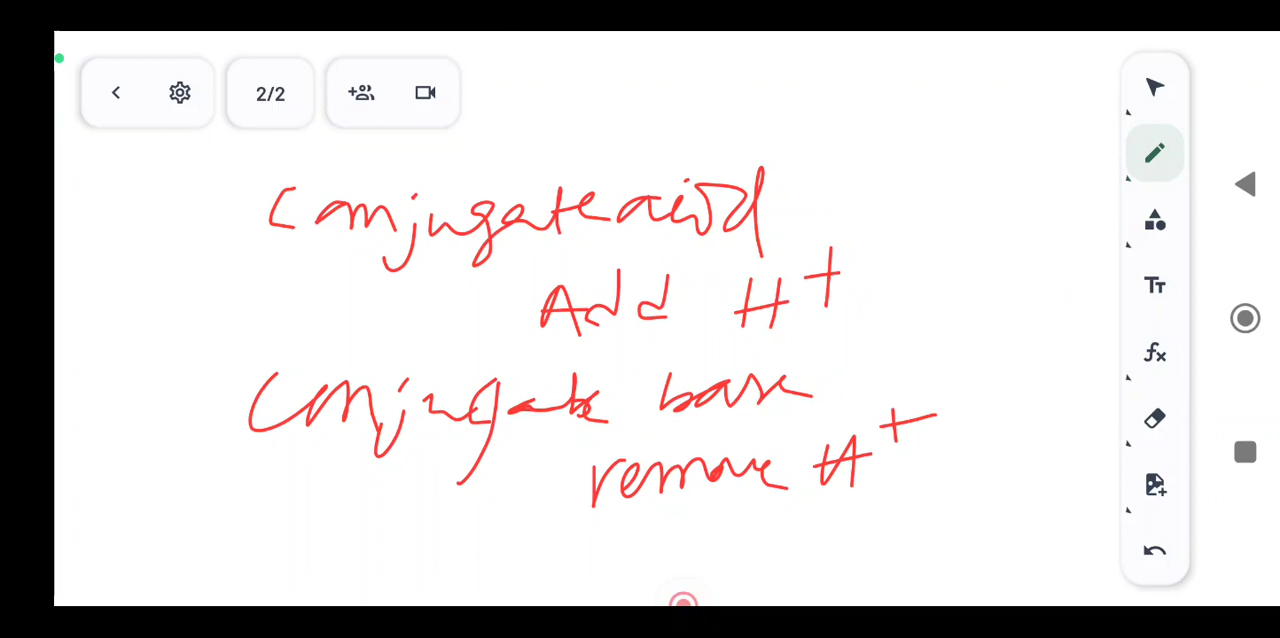 2/2
Conjugate acid
Add H+
Conjugate base
remove H+